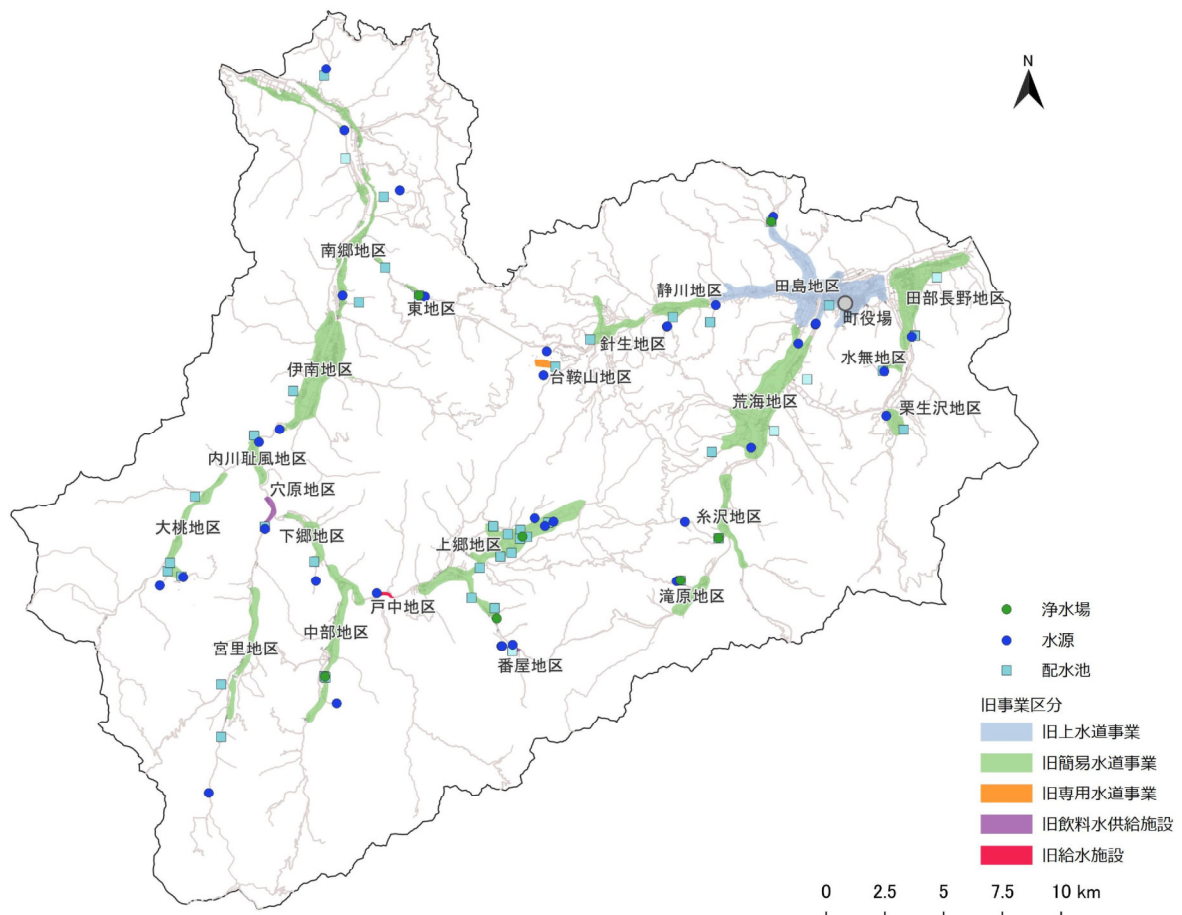 N
南郷地区
東地区
静川地区
田島地区
田部長野地区
町役場
針生地区
水無地区
伊南地区
台鞍山地区
荒海地区
栗生沢地区
内川耻風地区
穴原地区
大桃地区
下郷地区
上郷地区
糸沢地区
戸中地区
滝原地区
中部地区
宮里地区
番屋地区
浄水場
水源
配水池
旧事業区分
旧上水道事業
旧簡易水道事業
旧専用水道事業
旧飲料水供給施設
旧給水施設
0 2.5 5 7.5 10 km